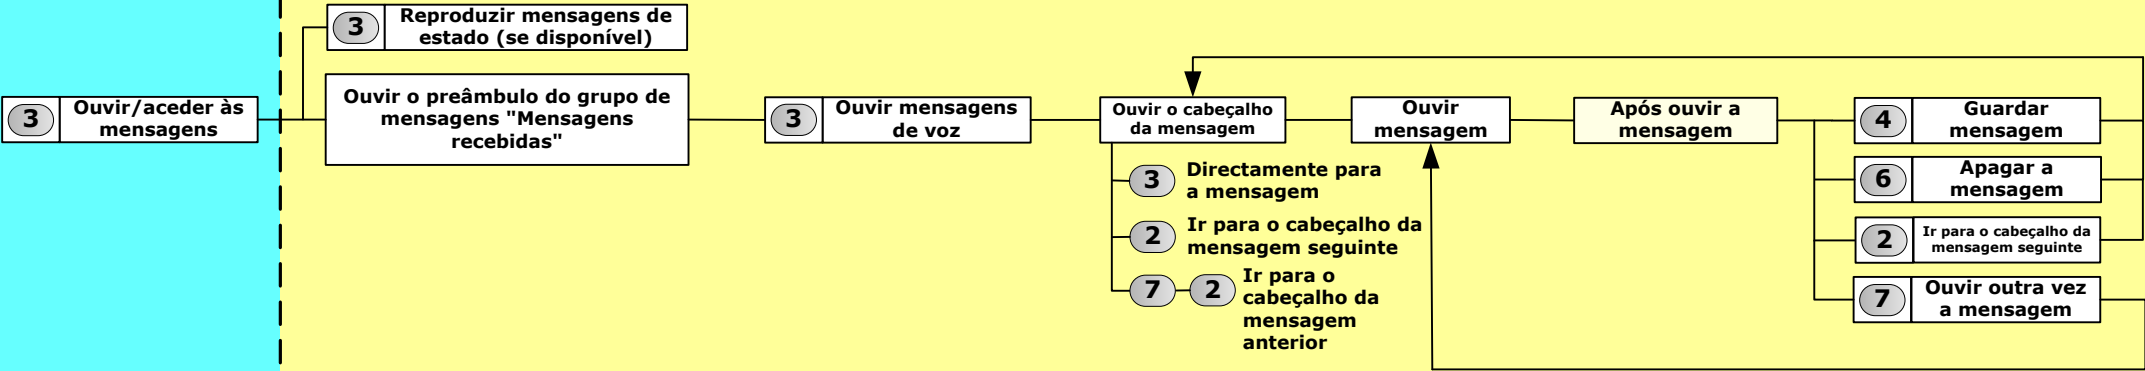 3
Ouvir/aceder às
mensagens
3
Reproduzir mensagens de
estado (se disponível)
Ouvir o preâmbulo do grupo de
mensagens "Mensagens
recebidas"
3
Ouvir mensagens
de voz
Ouvir o cabeçalho
da mensagem
3
Directamente para
a mensagem
2
Ir para o cabeçalho da
mensagem seguinte
7
2
Ir para o
cabeçalho da
mensagem
anterior
Ouvir
mensagem
Após ouvir a
mensagem
4
Guardar
mensagem
6
Apagar a
mensagem
2
Ir para o cabeçalho da
mensagem seguinte
7
Ouvir outra vez
a mensagem